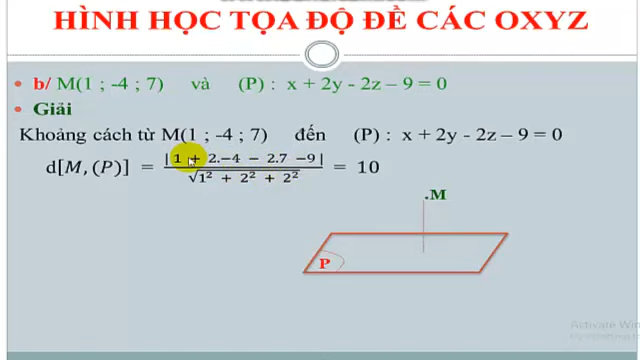 HÌNH HỌC TỌA ĐỘ ĐỀ CÁC OXYZ
b/ M(1 ; -4 ; 7) và (P) : x + 2y - 2z – 9 = 0
Giải
Khoảng cách từ M(1 ; -4 ; 7) đến (P) : x + 2y - 2z – 9 = 0
d[M, (P)] = |1 + 2.−4 − 2.7 −9| / √1² + 2² + 2² = 10
.M
P
Activate Win